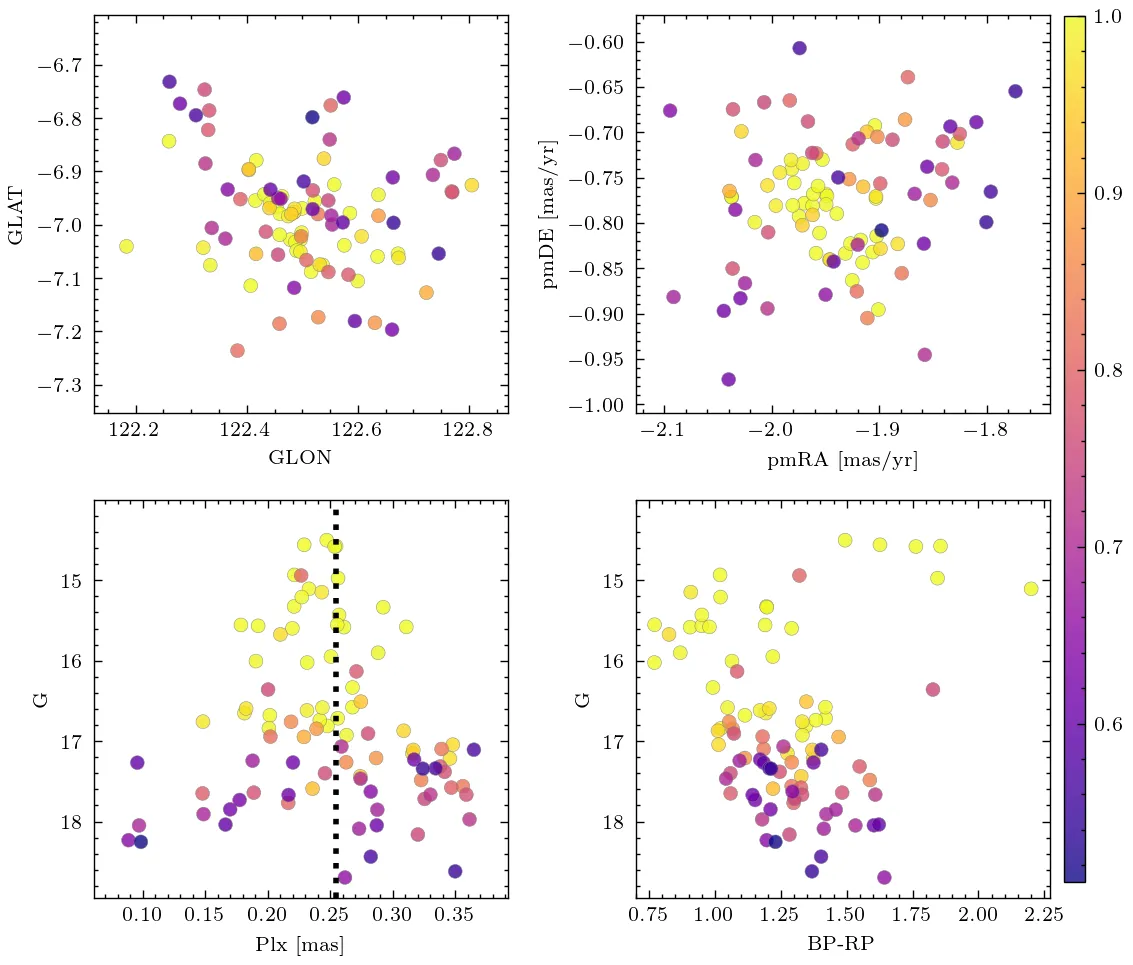 −6.7
−6.8
−6.9
−7.0
−7.1
−7.2
−7.3
GLAT
122.2 122.4 122.6 122.8
GLON
−0.60
−0.65
−0.70
−0.75
−0.80
−0.85
−0.90
−0.95
−1.00
pmDE [mas/yr]
−2.1 −2.0 −1.9 −1.8
pmRA [mas/yr]
1.0
0.9
0.8
0.7
0.6
15
16
17
18
G
0.10 0.15 0.20 0.25 0.30 0.35
Plx [mas]
15
16
17
18
G
0.75 1.00 1.25 1.50 1.75 2.00 2.25
BP-RP